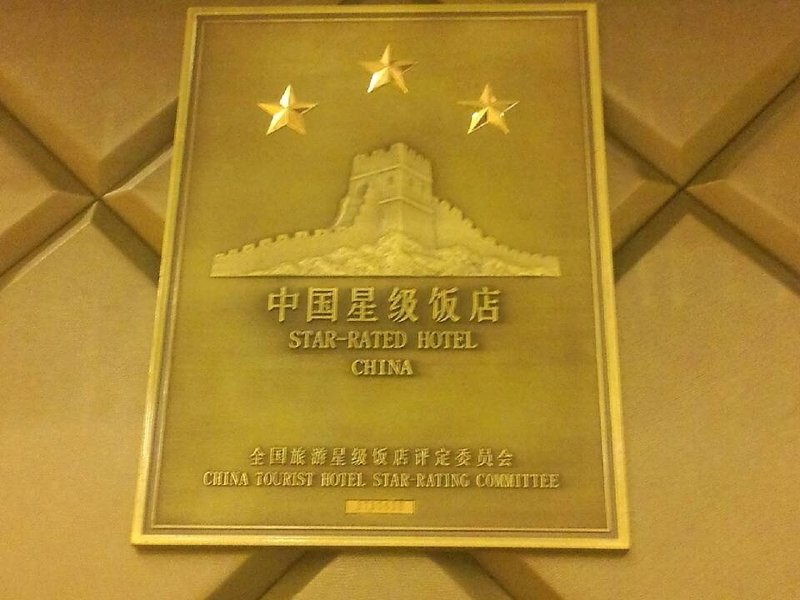 中国星级饭店
STAR-RATED HOTEL
CHINA
全国旅游星级饭店评定委员会
CHINA TOURIST HOTEL STAR-RATING COMMITTEE